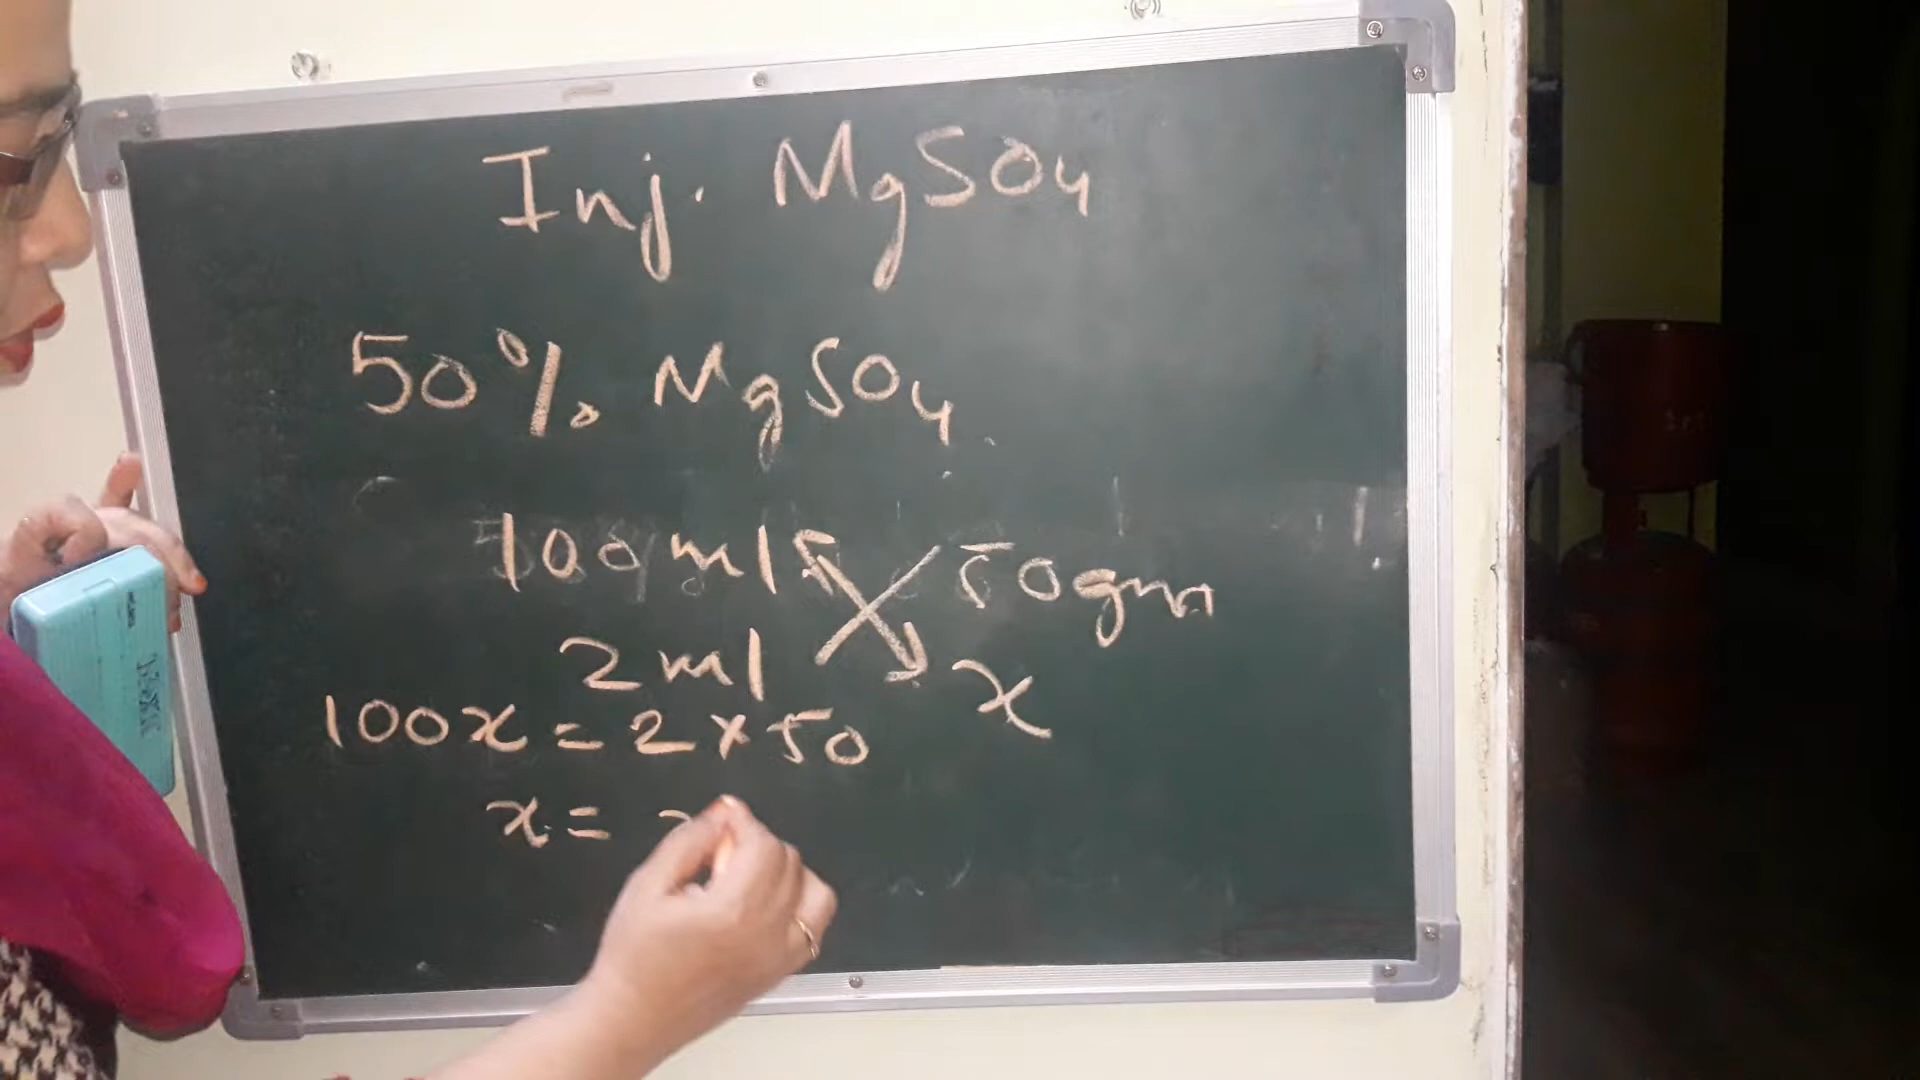 Inj. MgSO4
50% MgSO4
100ml 50gm
2ml x
100x = 2 x 50
x =